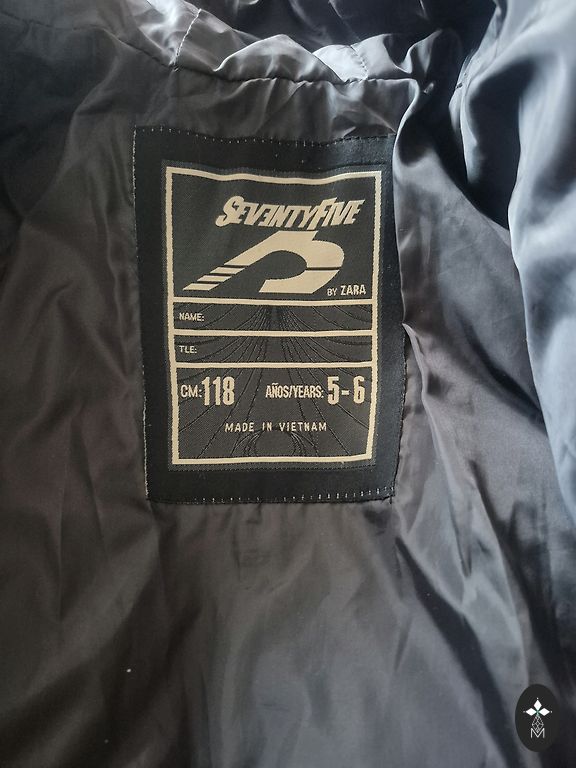 SEVENTYFIVE
BY ZARA
NAME:
TLE:
CM: 118 AÑOS/YEARS: 5-6
MADE IN VIETNAM
M